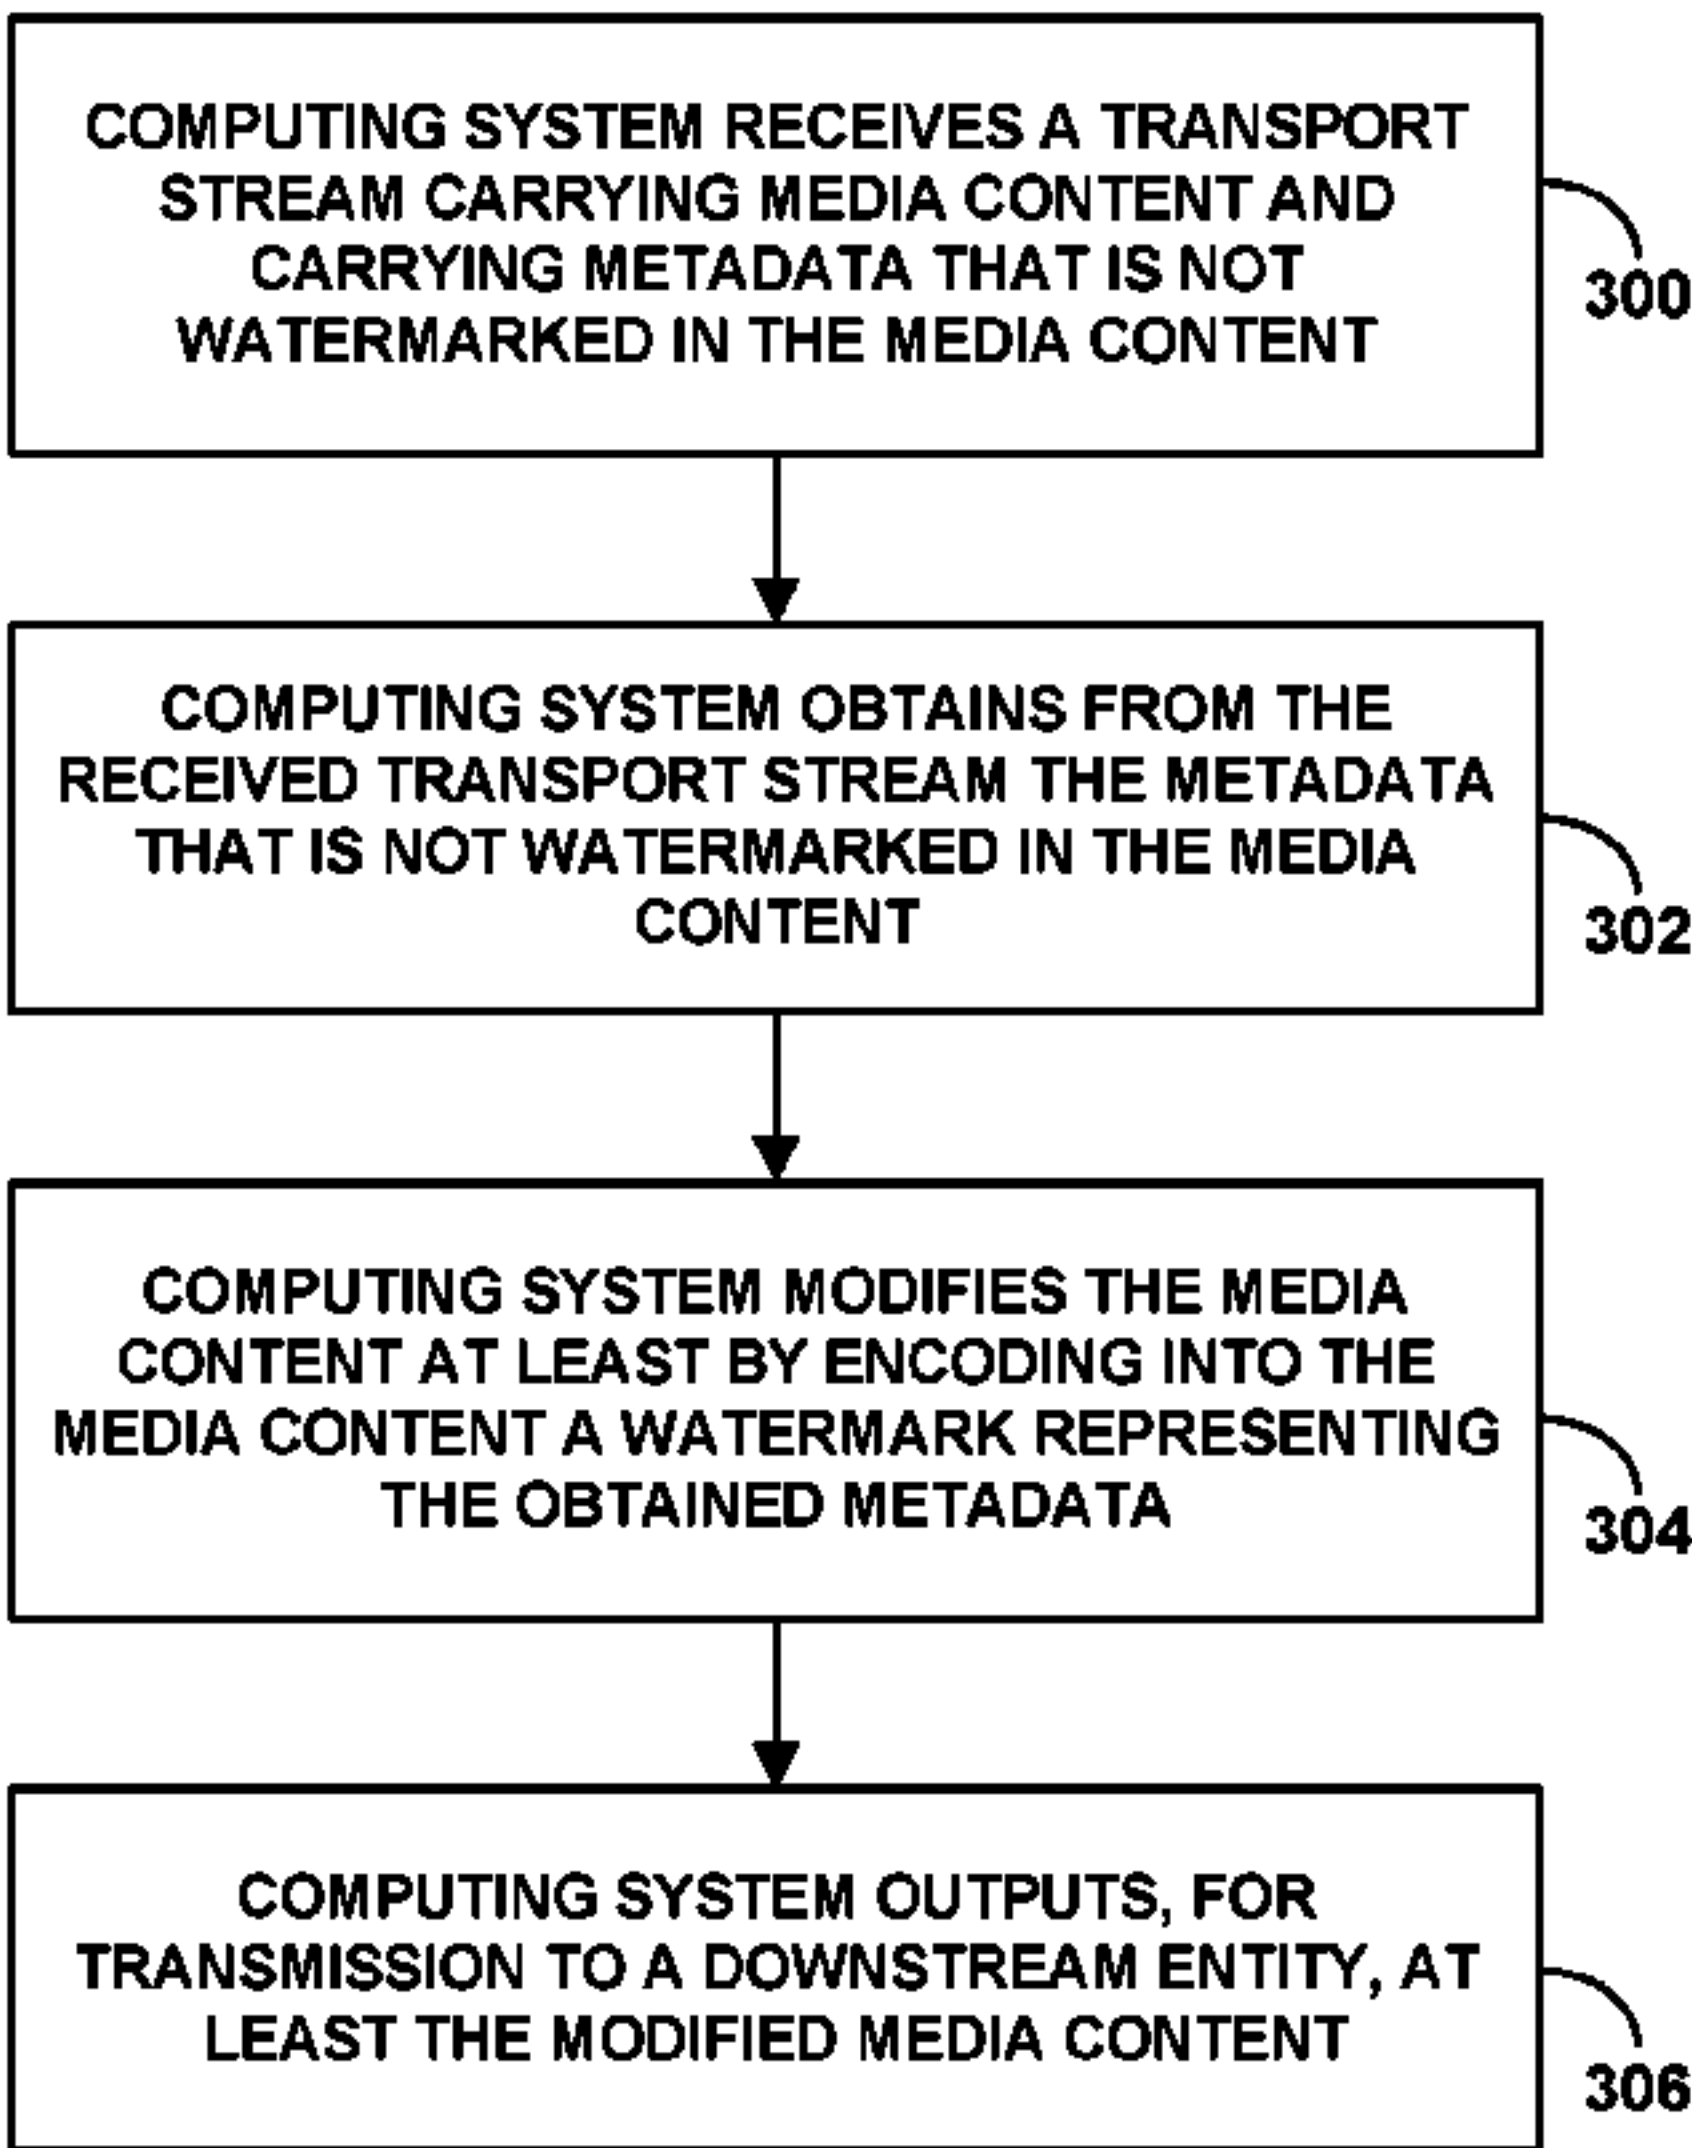 COMPUTING SYSTEM RECEIVES A TRANSPORT
STREAM CARRYING MEDIA CONTENT AND
CARRYING METADATA THAT IS NOT
WATERMARKED IN THE MEDIA CONTENT
300
COMPUTING SYSTEM OBTAINS FROM THE
RECEIVED TRANSPORT STREAM THE METADATA
THAT IS NOT WATERMARKED IN THE MEDIA
CONTENT
302
COMPUTING SYSTEM MODIFIES THE MEDIA
CONTENT AT LEAST BY ENCODING INTO THE
MEDIA CONTENT A WATERMARK REPRESENTING
THE OBTAINED METADATA
304
COMPUTING SYSTEM OUTPUTS, FOR
TRANSMISSION TO A DOWNSTREAM ENTITY, AT
LEAST THE MODIFIED MEDIA CONTENT
306